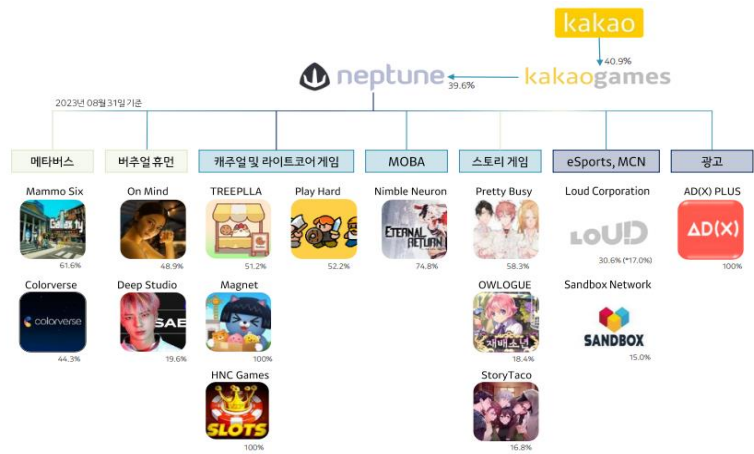 kakao
40.9%
neptune
39.6%
kakaogames
2023년 08월 31일 기준
메타버스
버추얼 휴먼
캐주얼 및 라이트코어 게임
MOBA
스토리 게임
eSports, MCN
광고
Mammo Six
On Mind
TREEPLLA
Play Hard
Nimble Neuron
Pretty Busy
Loud Corporation
AD(X) PLUS
Galaxity
ETERNAL RETURN
LOUD
AD(X)
61.6%
48.9%
51.2%
52.2%
74.8%
58.3%
30.6% (*17.0%)
100%
Colorverse
Deep Studio
Magnet
OWLOGUE
Sandbox Network
colorverse
SAE
재배소년
SANDBOX
44.3%
19.6%
100%
18.4%
15.0%
HNC Games
StoryTaco
SLOTS
100%
16.8%